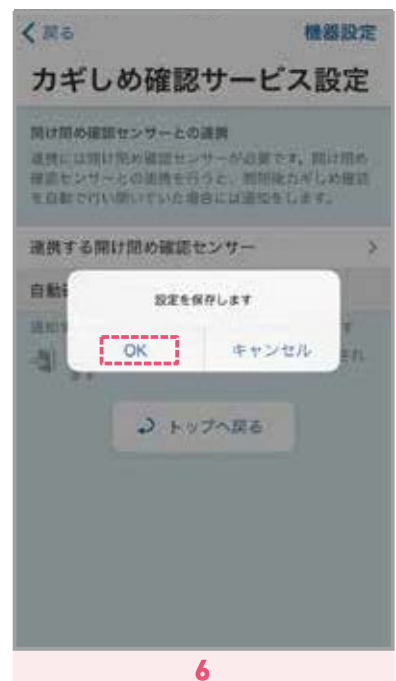 戻る
機器設定
カギしめ確認サービス設定
開け閉め確認センサーとの連携
連携には開け閉め確認センサーが必要です。開け閉め
確認センサーとの連携を行うと、開閉後カギしめ確認
を自動で行い開いていた場合には通知をします。
連携する開け閉め確認センサー
自動
設定を保存します
OK
キャンセル
トップへ戻る
6